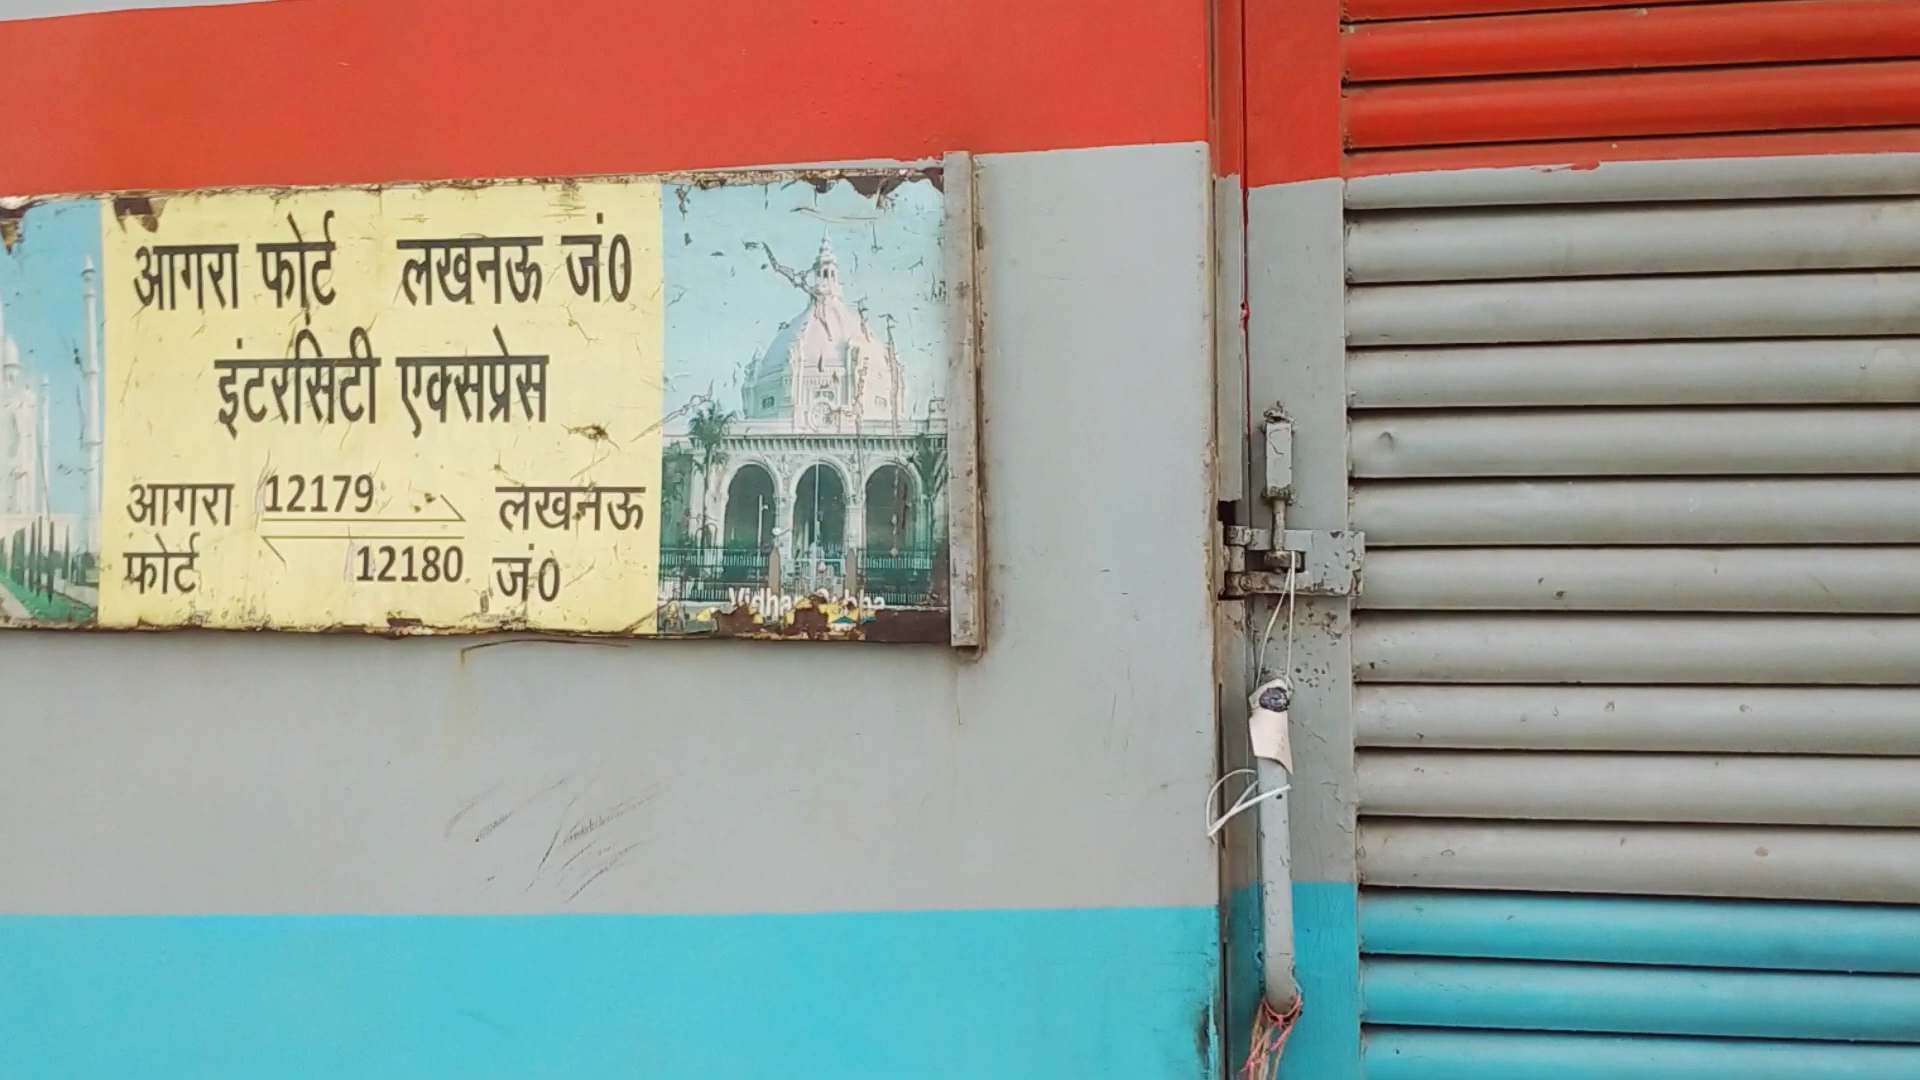 आगरा फोर्ट लखनऊ जं0
इंटरसिटी एक्सप्रेस
आगरा 12179 लखनऊ
फोर्ट 12180 जं0